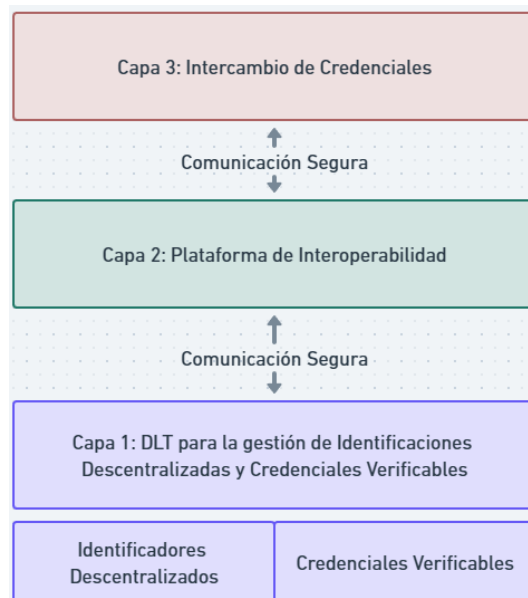 Capa 3: Intercambio de Credenciales
Comunicación Segura
Capa 2: Plataforma de Interoperabilidad
Comunicación Segura
Capa 1: DLT para la gestión de Identificaciones
Descentralizadas y Credenciales Verificables
Identificadores
Descentralizados
Credenciales Verificables